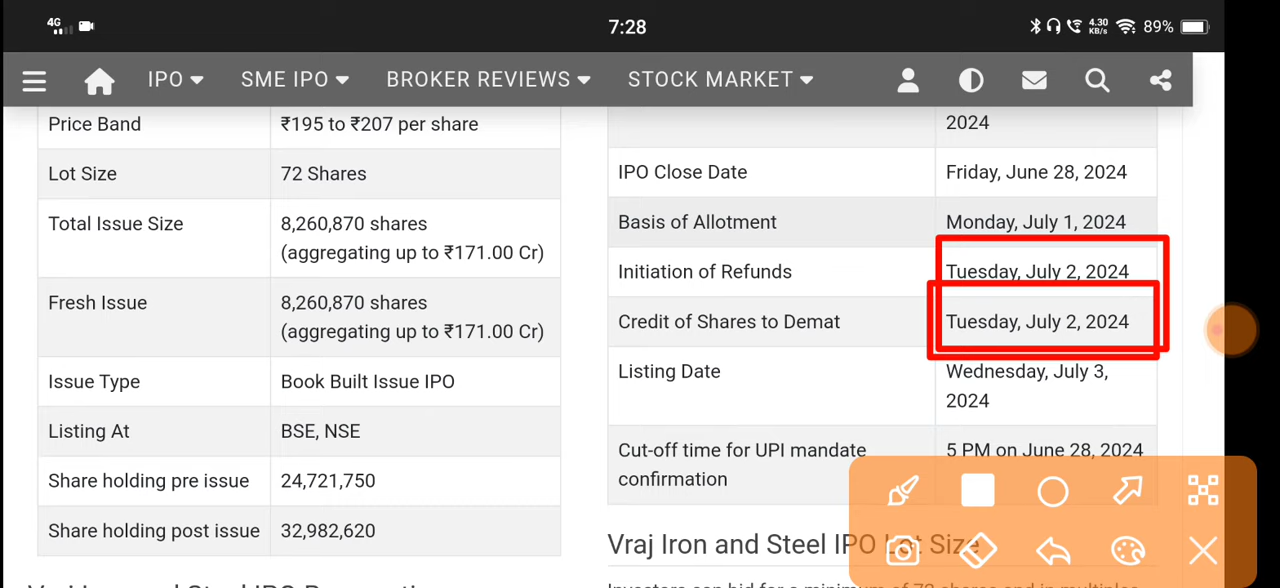 4G 7:28 4.30 KB/s 89%
IPO SME IPO BROKER REVIEWS STOCK MARKET
Price Band ₹195 to ₹207 per share
Lot Size 72 Shares
Total Issue Size 8,260,870 shares
(aggregating up to ₹171.00 Cr)
Fresh Issue 8,260,870 shares
(aggregating up to ₹171.00 Cr)
Issue Type Book Built Issue IPO
Listing At BSE, NSE
Share holding pre issue 24,721,750
Share holding post issue 32,982,620
2024
IPO Close Date Friday, June 28, 2024
Basis of Allotment Monday, July 1, 2024
Initiation of Refunds Tuesday, July 2, 2024
Credit of Shares to Demat Tuesday, July 2, 2024
Listing Date Wednesday, July 3,
2024
Cut-off time for UPI mandate 5 PM on June 28, 2024
confirmation
Vraj Iron and Steel IPO Lot Size